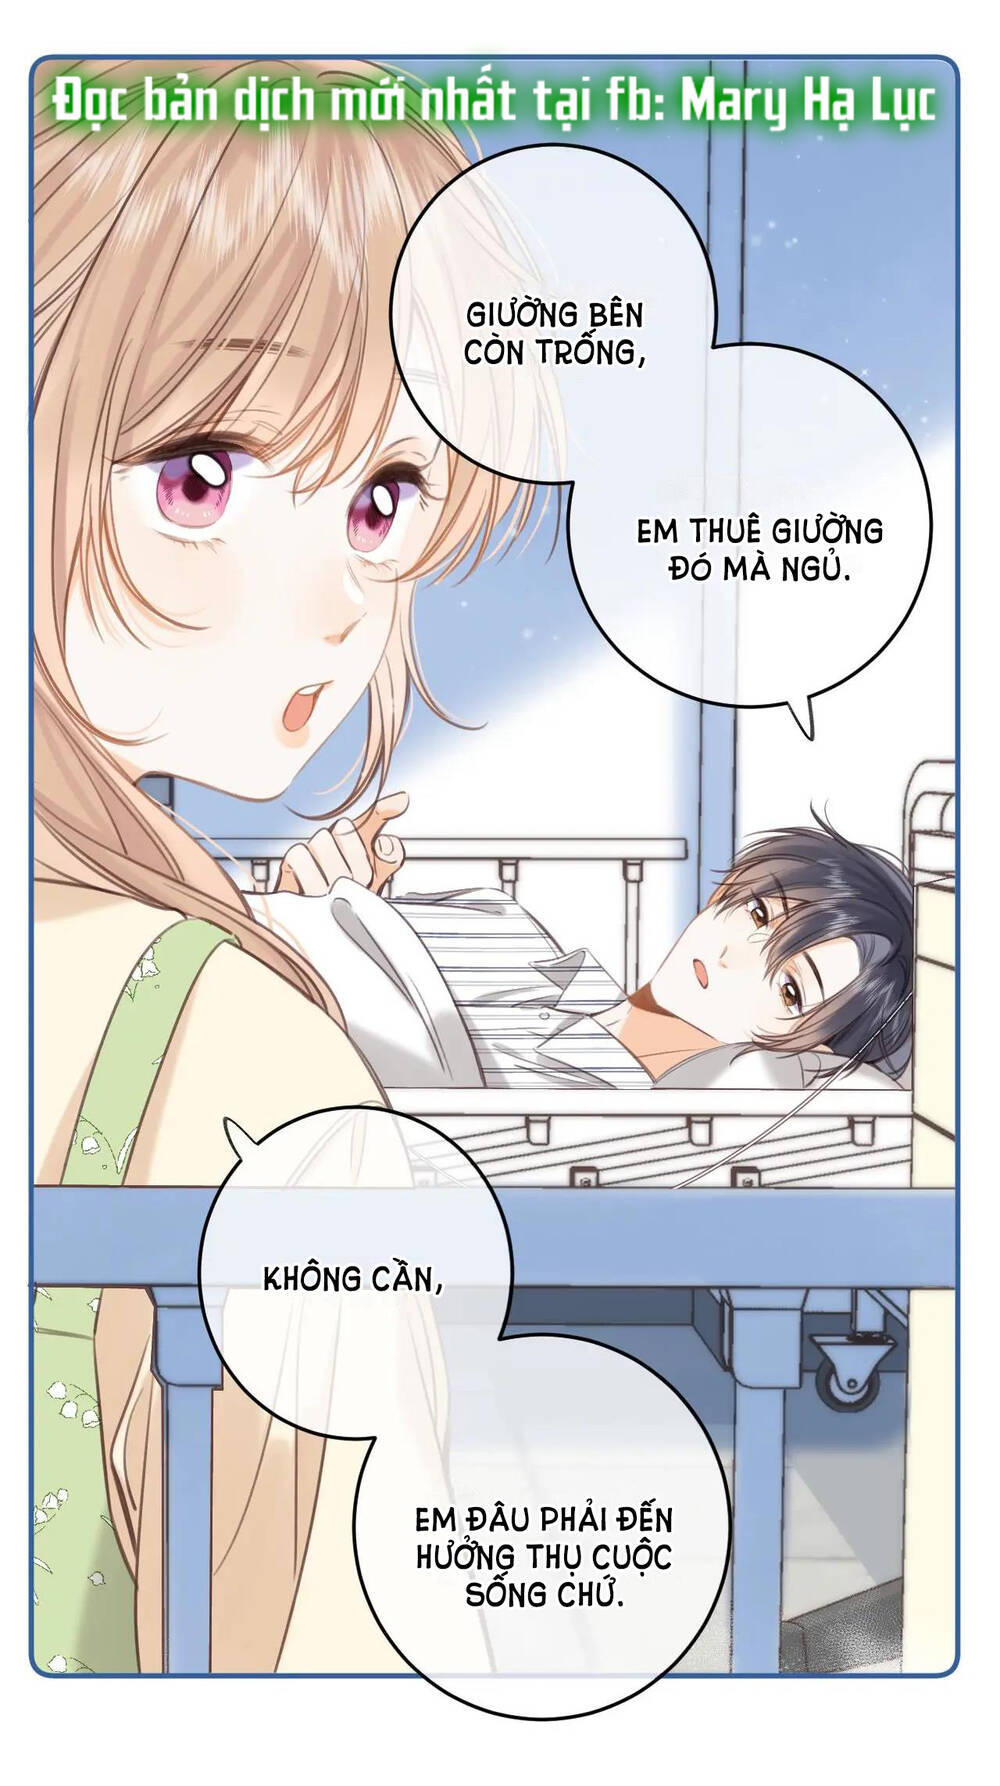 Đọc bản dịch mới nhất tại fb: Mary Hạ Lục
GIƯỜNG BÊN
CÒN TRỐNG,
EM THUÊ GIƯỜNG
ĐÓ MÀ NGỦ.
KHÔNG CẦN,
EM ĐÂU PHẢI ĐẾN
HƯỞNG THỤ CUỘC
SỐNG CHỨ.